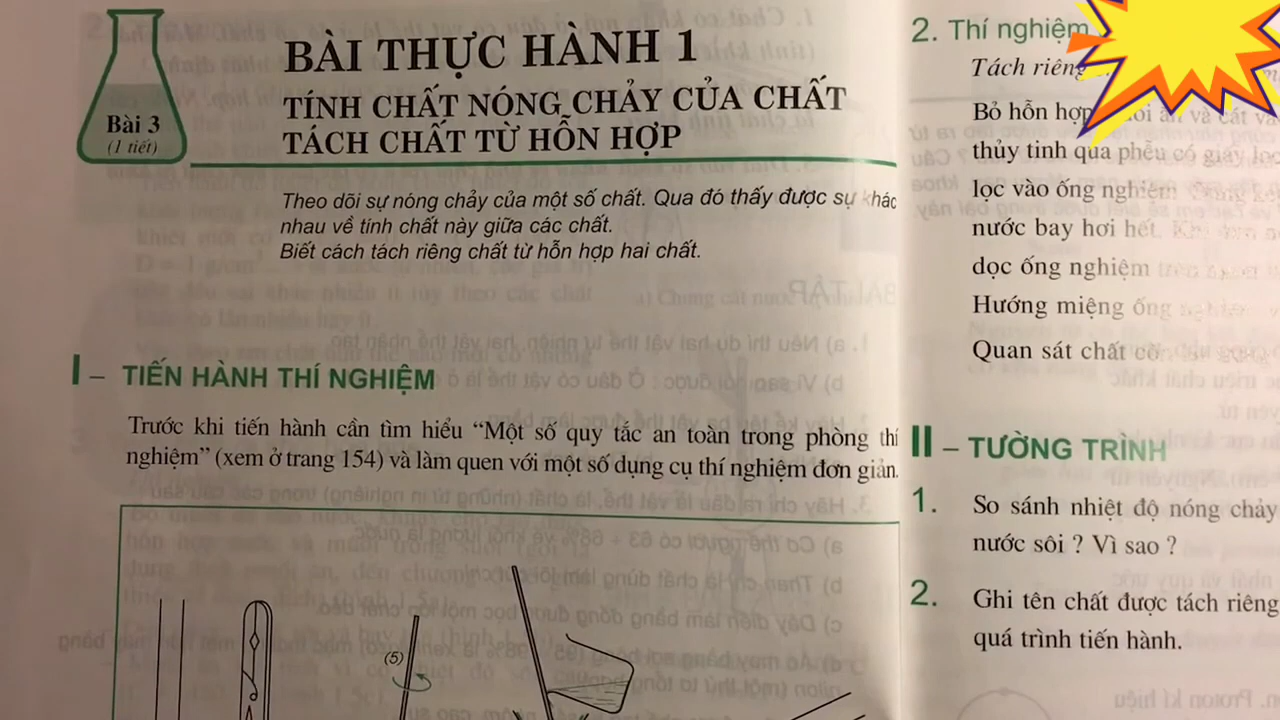 Bài 3
(1 tiết)
BÀI THỰC HÀNH 1
TÍNH CHẤT NÓNG CHẢY CỦA CHẤT
TÁCH CHẤT TỪ HỖN HỢP
Theo dõi sự nóng chảy của một số chất. Qua đó thấy được sự khác
nhau về tính chất này giữa các chất.
Biết cách tách riêng chất từ hỗn hợp hai chất.
I – TIẾN HÀNH THÍ NGHIỆM
Trước khi tiến hành cần tìm hiểu “Một số quy tắc an toàn trong phòng thí
nghiệm” (xem ở trang 154) và làm quen với một số dụng cụ thí nghiệm đơn giản.
(5)
2. Thí nghiệm
Tách riêng
Bỏ hỗn hợp muối ăn và cát
thủy tinh qua phễu có giấy lọc
lọc vào ống nghiệm
nước bay hơi hết.
dọc ống nghiệm
Hướng miệng ống
Quan sát chất
II – TƯỜNG TRÌNH
1. So sánh nhiệt độ nóng chảy
nước sôi ? Vì sao ?
2. Ghi tên chất được tách riêng
quá trình tiến hành.